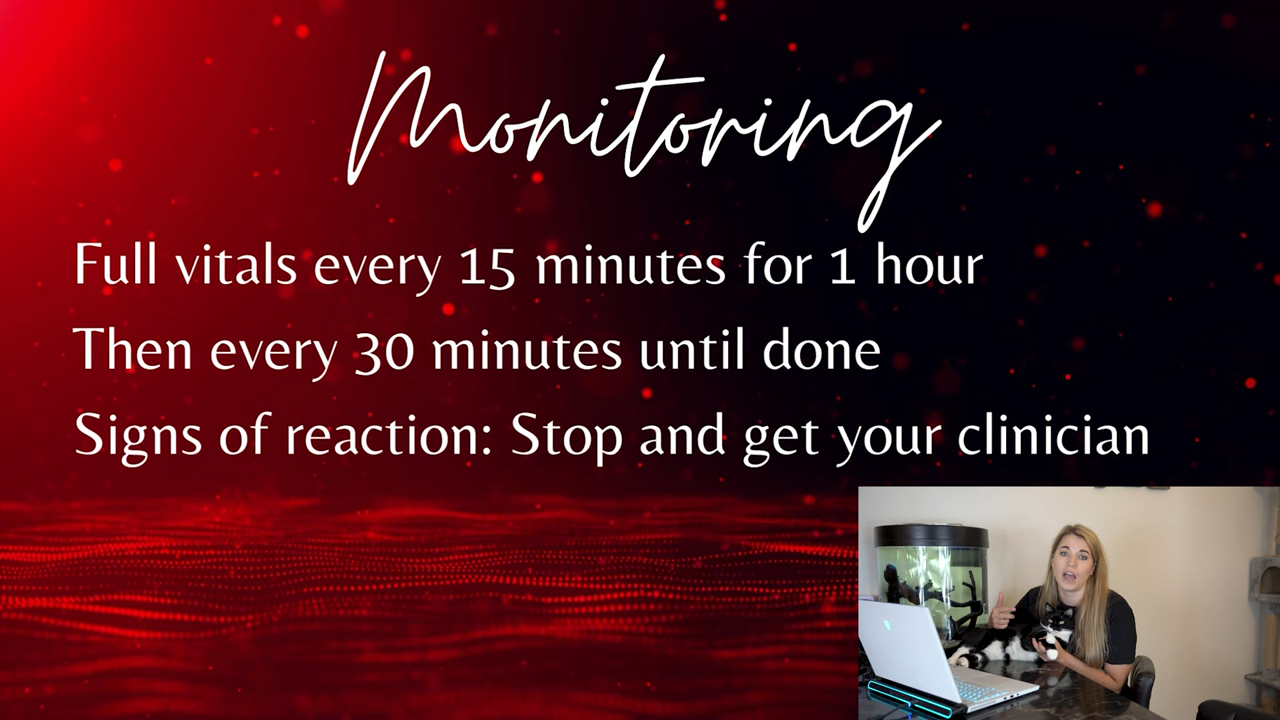 Monitoring
Full vitals every 15 minutes for 1 hour
Then every 30 minutes until done
Signs of reaction: Stop and get your clinician